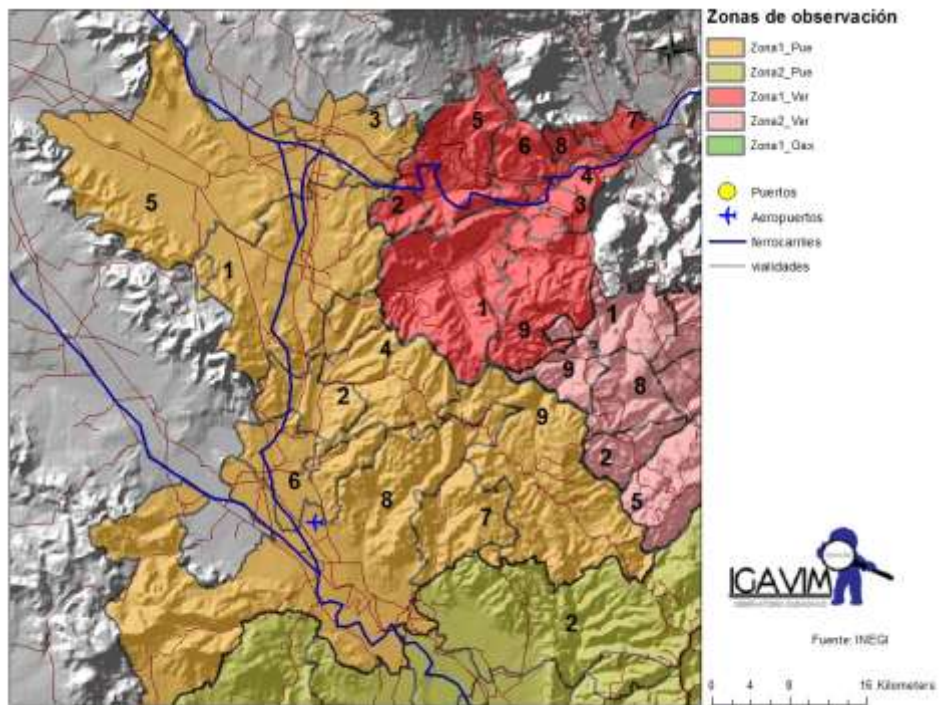 Zonas de observación
Zona1_Pue
Zona2_Pue
Zona1_Ver
Zona2_Ver
Zona1_Oax
Puertos
Aeropuertos
ferrocarriles
vialidades
3
5
6
8
7
4
2
3
5
1
1
9
1
4
9
8
2
9
2
5
6
8
7
2
IGAVIM
OBSERVATORIO CIUDADANO
Fuente: INEGI
0 4 8 16 Kilometers